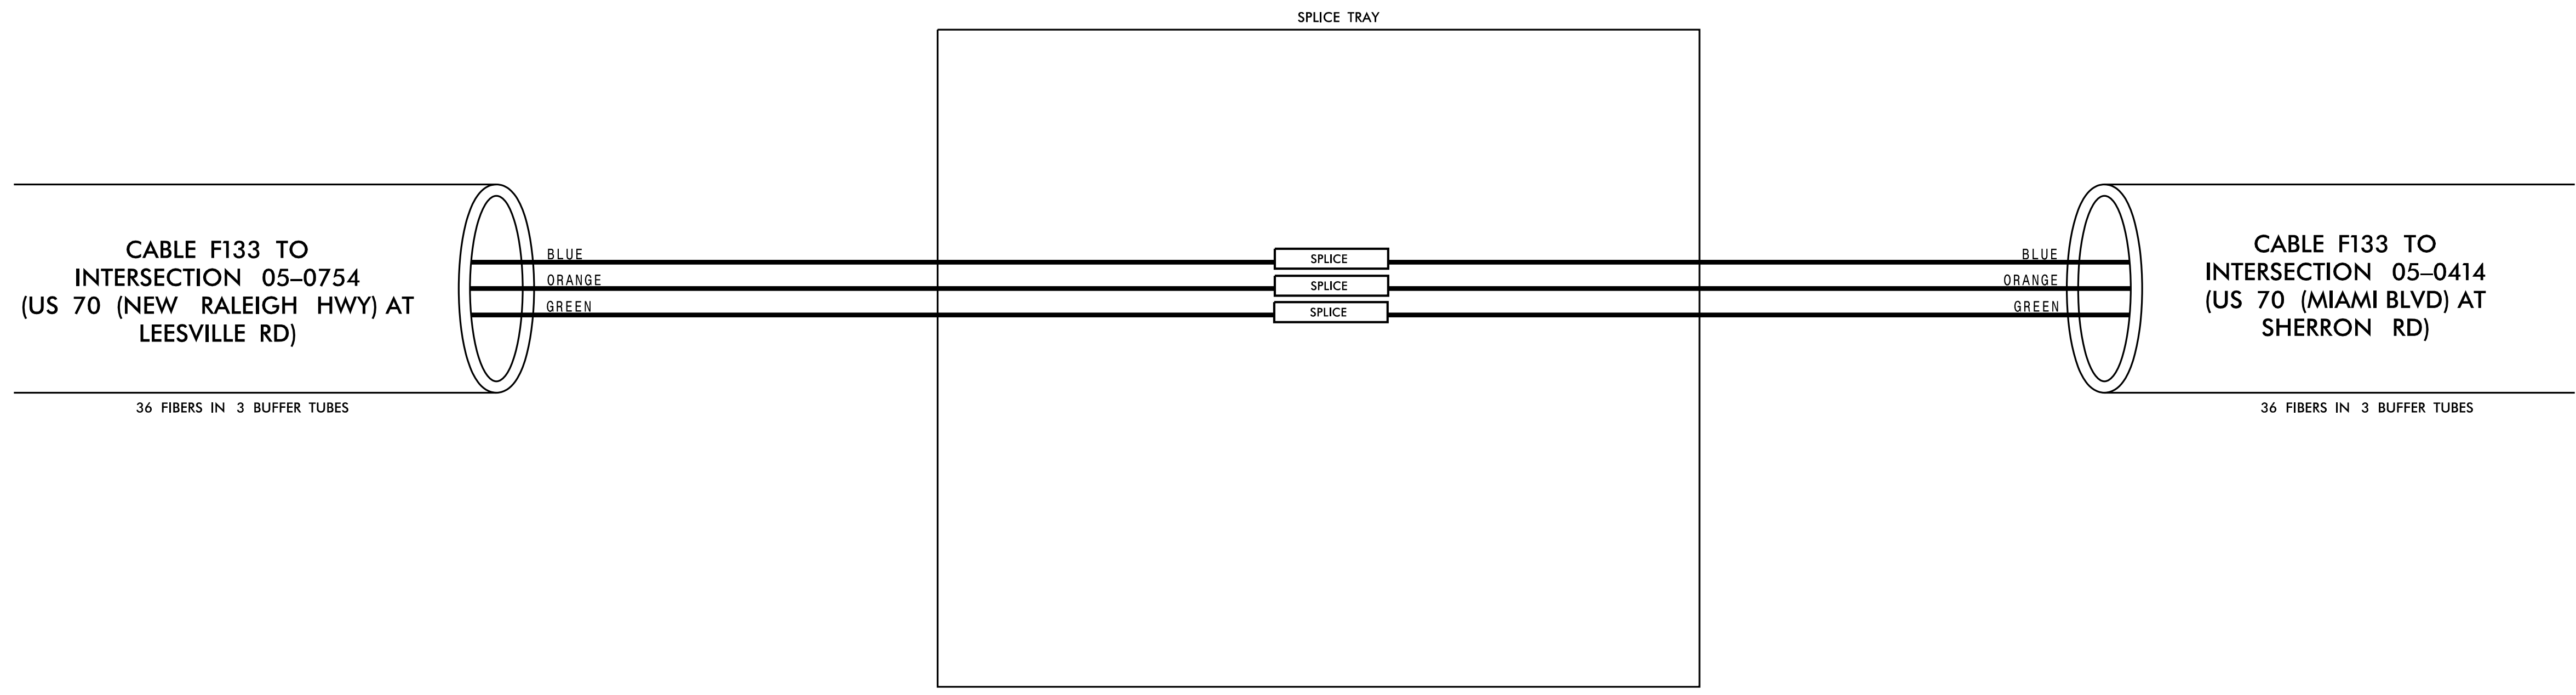 SPLICE TRAY
CABLE F133 TO
INTERSECTION 05–0754
(US 70 (NEW RALEIGH HWY) AT
LEESVILLE RD)
36 FIBERS IN 3 BUFFER TUBES
BLUE
ORANGE
GREEN
SPLICE
SPLICE
SPLICE
BLUE
ORANGE
GREEN
CABLE F133 TO
INTERSECTION 05–0414
(US 70 (MIAMI BLVD) AT
SHERRON RD)
36 FIBERS IN 3 BUFFER TUBES